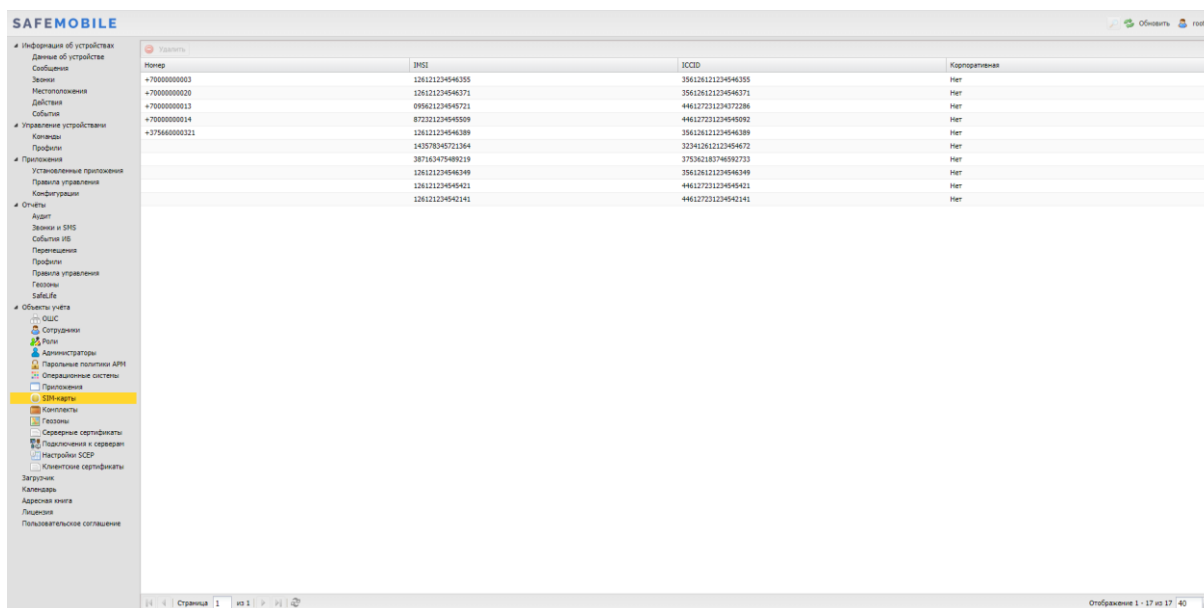 SAFEMOBILE
Обновить root
Информация об устройствах
Данные об устройстве
Сообщения
Звонки
Местоположения
Действия
События
Управление устройствами
Команды
Профили
Приложения
Установленные приложения
Правила управления
Конфигурации
Отчёты
Аудит
Звонки и SMS
События ИБ
Перемещения
Профили
Правила управления
Геозоны
SafeLife
Объекты учёта
ОШС
Сотрудники
Роли
Администраторы
Парольные политики АРМ
Операционные системы
Приложения
SIM-карты
Комплекты
Геозоны
Серверные сертификаты
Подключения к серверам
Настройки SCEP
Клиентские сертификаты
Загрузчик
Календарь
Адресная книга
Лицензия
Пользовательское соглашение
Удалить
Номер IMSI ICCID Корпоративная
+70000000003 126121234546355 356126121234546355 Нет
+70000000020 126121234546371 356126121234546371 Нет
+70000000013 095621234545721 446127231234372286 Нет
+70000000014 872321234545509 446127231234545092 Нет
+375660000321 126121234546389 356126121234546389 Нет
143578345721364 323412612123454672 Нет
387163475489219 375362183746592733 Нет
126121234546349 356126121234546349 Нет
126121234545421 446127231234545421 Нет
126121234542141 446127231234542141 Нет
Страница 1 из 1
Отображение 1 - 17 из 17 40